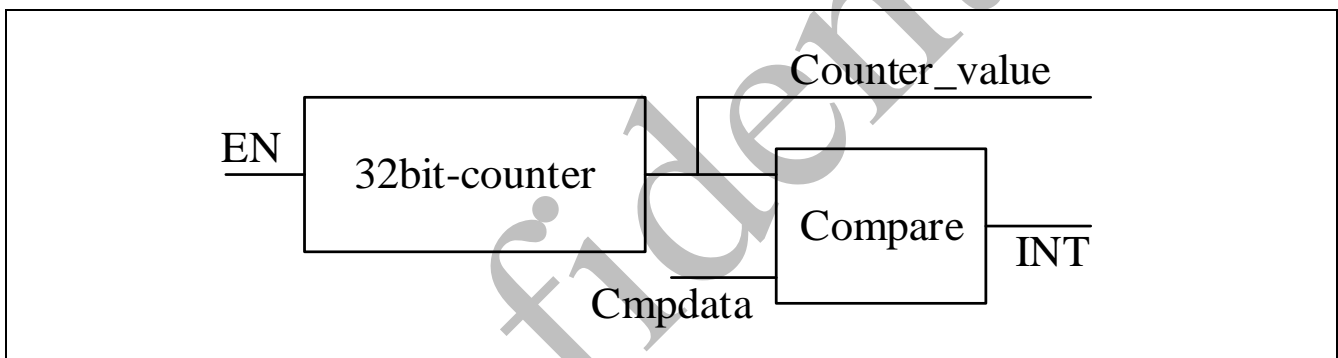 Counter_value
EN
32bit-counter
Compare
INT
Cmpdata